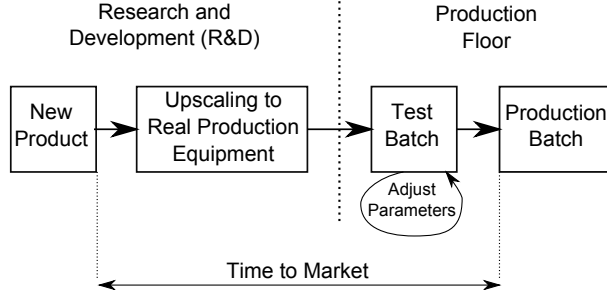 Research and
Development (R&D)
Production
Floor
New
Product
Upscaling to
Real Production
Equipment
Test
Batch
Production
Batch
Adjust
Parameters
Time to Market